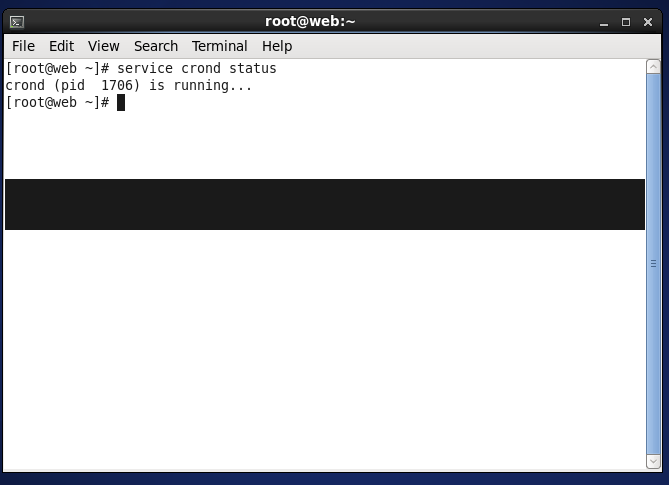 root@web:~
File Edit View Search Terminal Help
[root@web ~]# service crond status
crond (pid  1706) is running...
[root@web ~]#